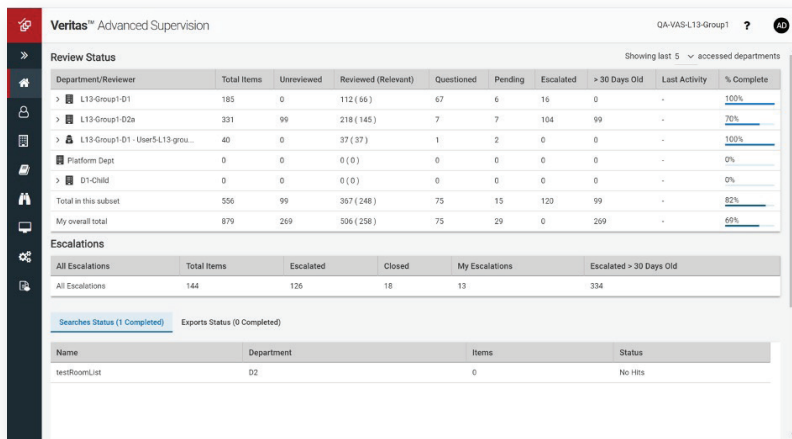 Veritas™ Advanced Supervision
QA-VAS-L13-Group1 ? AD
Review Status
Showing last 5 accessed departments
Department/Reviewer Total Items Unreviewed Reviewed (Relevant) Questioned Pending Escalated > 30 Days Old Last Activity % Complete
L13-Group1-D1 185 0 112 ( 66 ) 67 6 16 0 - 100%
L13-Group1-D2a 331 99 218 ( 145 ) 7 7 104 99 - 70%
L13-Group1-D1 - User5-L13-grou... 40 0 37 ( 37 ) 1 2 0 0 - 100%
Platform Dept 0 0 0 ( 0 ) 0 0 0 0 - 0%
D1-Child 0 0 0 ( 0 ) 0 0 0 0 - 0%
Total in this subset 556 99 367 ( 248 ) 75 15 120 99 - 82%
My overall total 879 269 506 ( 258 ) 75 29 0 269 - 69%
Escalations
All Escalations Total Items Escalated Closed My Escalations Escalated > 30 Days Old
All Escalations 144 126 18 13 334
Searches Status (1 Completed) Exports Status (0 Completed)
Name Department Items Status
testRoomList D2 0 No Hits